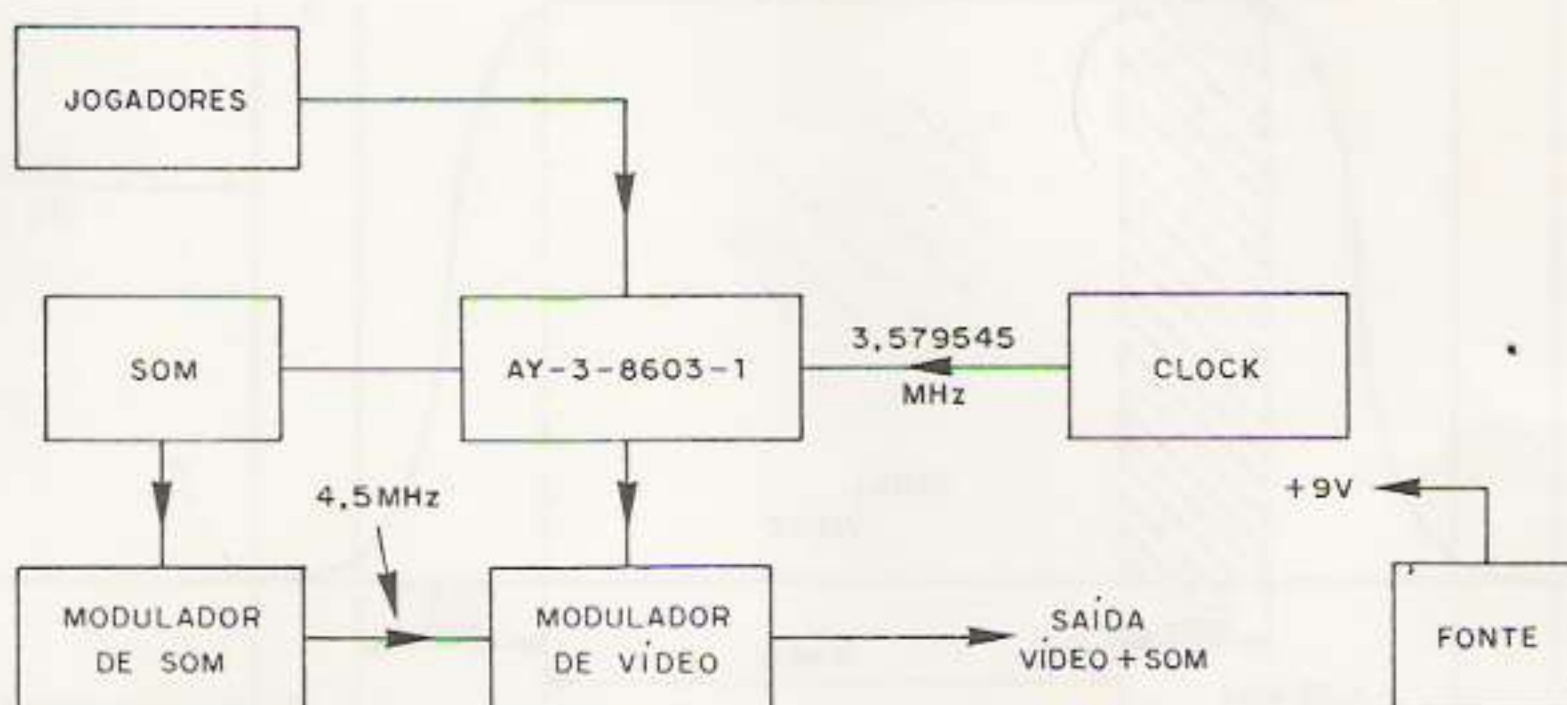 JOGADORES
SOM
AY-3-8603-1
3,579545
MHz
CLOCK
4,5MHz
+9V
MODULADOR
DE SOM
MODULADOR
DE VÍDEO
SAÍDA
VÍDEO + SOM
FONTE